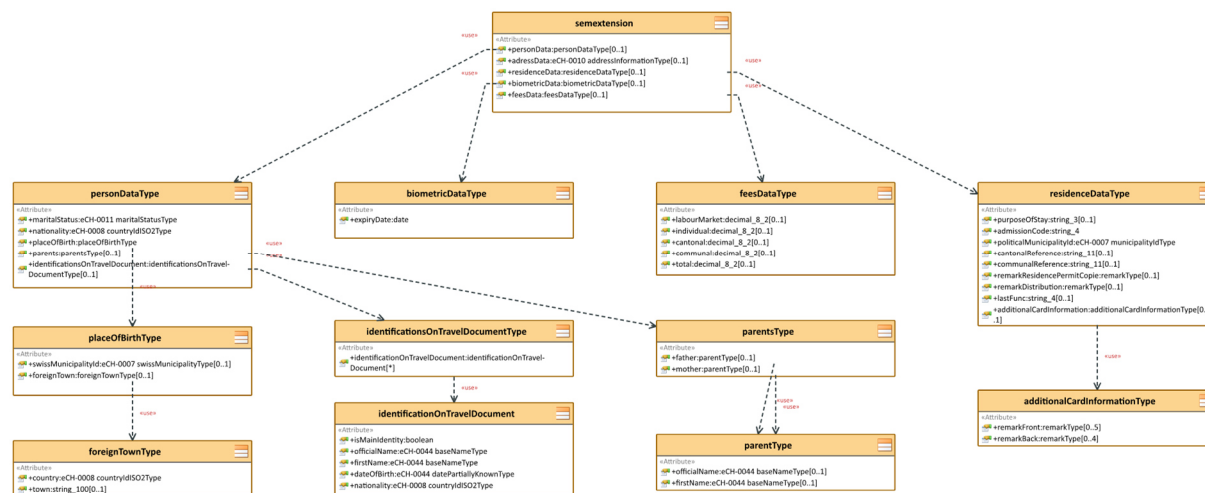 semextension
«Attribute»
+personData:personDataType[0..1]
+adressData:eCH-0010 addressInformationType[0..1]
+residenceData:residenceDataType[0..1]
+biometricData:biometricDataType[0..1]
+feesData:feesDataType[0..1]
«use»
«use»
«use»
«use»
personDataType
«Attribute»
+maritalStatus:eCH-0011 maritalStatusType
+nationality:eCH-0008 countryIdISO2Type
+placeOfBirth:placeOfBirthType
+parents:parentsType[0..1]
+identificationsOnTravelDocument:identificationsOnTravel-
DocumentType[0..1]
biometricDataType
«Attribute»
+expiryDate:date
feesDataType
«Attribute»
+labourMarket:decimal_8_2[0..1]
+individual:decimal_8_2[0..1]
+cantonal:decimal_8_2[0..1]
+communal:decimal_8_2[0..1]
+total:decimal_8_2[0..1]
residenceDataType
«Attribute»
+purposeOfStay:string_3[0..1]
+admissionCode:string_4
+politicalMunicipalityId:eCH-0007 municipalityIdType
+cantonalReference:string_11[0..1]
+communalReference:string_11[0..1]
+remarkResidencePermitCopie:remarkType[0..1]
+remarkDistribution:remarkType[0..1]
+lastFunc:string_4[0..1]
+additionalCardInformation:additionalCardInformationType[0..
1]
«use»
«use»
«use»
placeOfBirthType
«Attribute»
+swissMunicipalityId:eCH-0007 swissMunicipalityType[0..1]
+foreignTown:foreignTownType[0..1]
identificationsOnTravelDocumentType
«Attribute»
+identificationOnTravelDocument:identificationOnTravel-
Document[*]
parentsType
«Attribute»
+father:parentType[0..1]
+mother:parentType[0..1]
«use»
«use»
«use»
«use»
«use»
foreignTownType
«Attribute»
+country:eCH-0008 countryIdISO2Type
+town:string_100[0..1]
identificationOnTravelDocument
«Attribute»
+isMainIdentity:boolean
+officialName:eCH-0044 baseNameType
+firstName:eCH-0044 baseNameType
+dateOfBirth:eCH-0044 datePartiallyKnownType
+nationality:eCH-0008 countryIdISO2Type
parentType
«Attribute»
+officialName:eCH-0044 baseNameType[0..1]
+firstName:eCH-0044 baseNameType[0..1]
additionalCardInformationType
«Attribute»
+remarkFront:remarkType[0..5]
+remarkBack:remarkType[0..4]